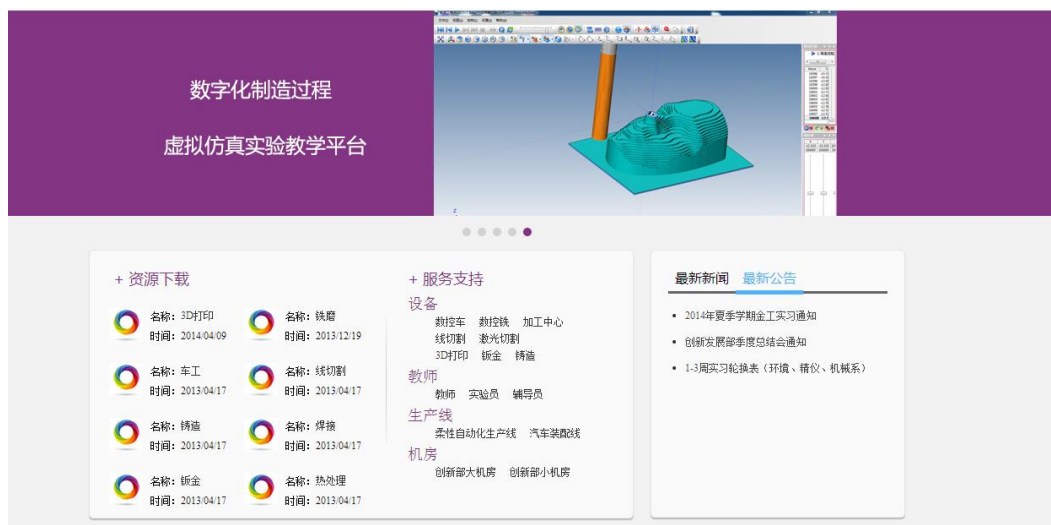 数字化制造过程
虚拟仿真实验教学平台
+ 资源下载
名称：3D打印
时间：2014/04/09
名称：铣磨
时间：2013/12/19
名称：车工
时间：2013/04/17
名称：线切割
时间：2013/04/17
名称：铸造
时间：2013/04/17
名称：焊接
时间：2013/04/17
名称：钣金
时间：2013/04/17
名称：热处理
时间：2013/04/17
+ 服务支持
设备
数控车 数控铣 加工中心
线切割 激光切割
3D打印 钣金 铸造
教师
教师 实验员 辅导员
生产线
柔性自动化生产线 汽车装配线
机房
创新部大机房 创新部小机房
最新新闻 最新公告
• 2014年夏季学期金工实习通知
• 创新发展部季度总结会通知
• 1-3周实习轮换表（环境、精仪、机械系）